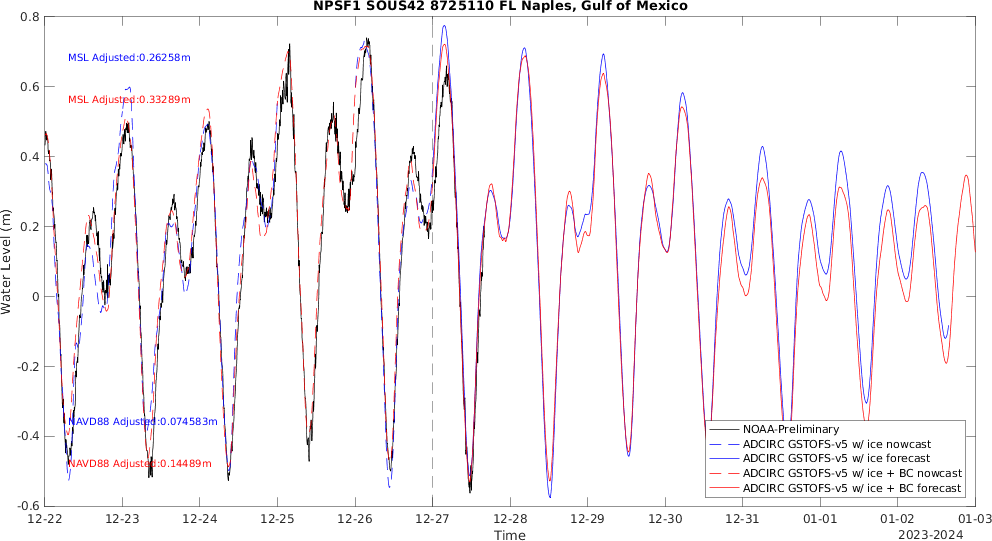 NPSF1 SOUS42 8725110 FL Naples, Gulf of Mexico
0.8
0.6
0.4
0.2
0
-0.2
-0.4
-0.6
Water Level (m)
MSL Adjusted:0.26258m
MSL Adjusted:0.33289m
NAVD88 Adjusted:0.074583m
NAVD88 Adjusted:0.14489m
NOAA-Preliminary
ADCIRC GSTOFS-v5 w/ ice nowcast
ADCIRC GSTOFS-v5 w/ ice forecast
ADCIRC GSTOFS-v5 w/ ice + BC nowcast
ADCIRC GSTOFS-v5 w/ ice + BC forecast
12-22 12-23 12-24 12-25 12-26 12-27 12-28 12-29 12-30 12-31 01-01 01-02 01-03
Time
2023-2024